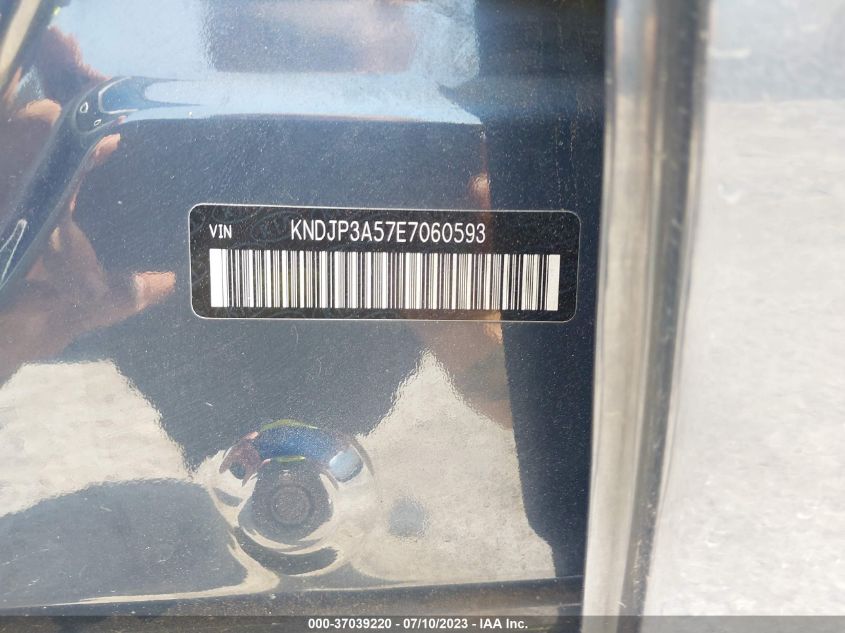 VIN KNDJP3A57E7060593
000-37039220 - 07/10/2023 - IAA Inc.